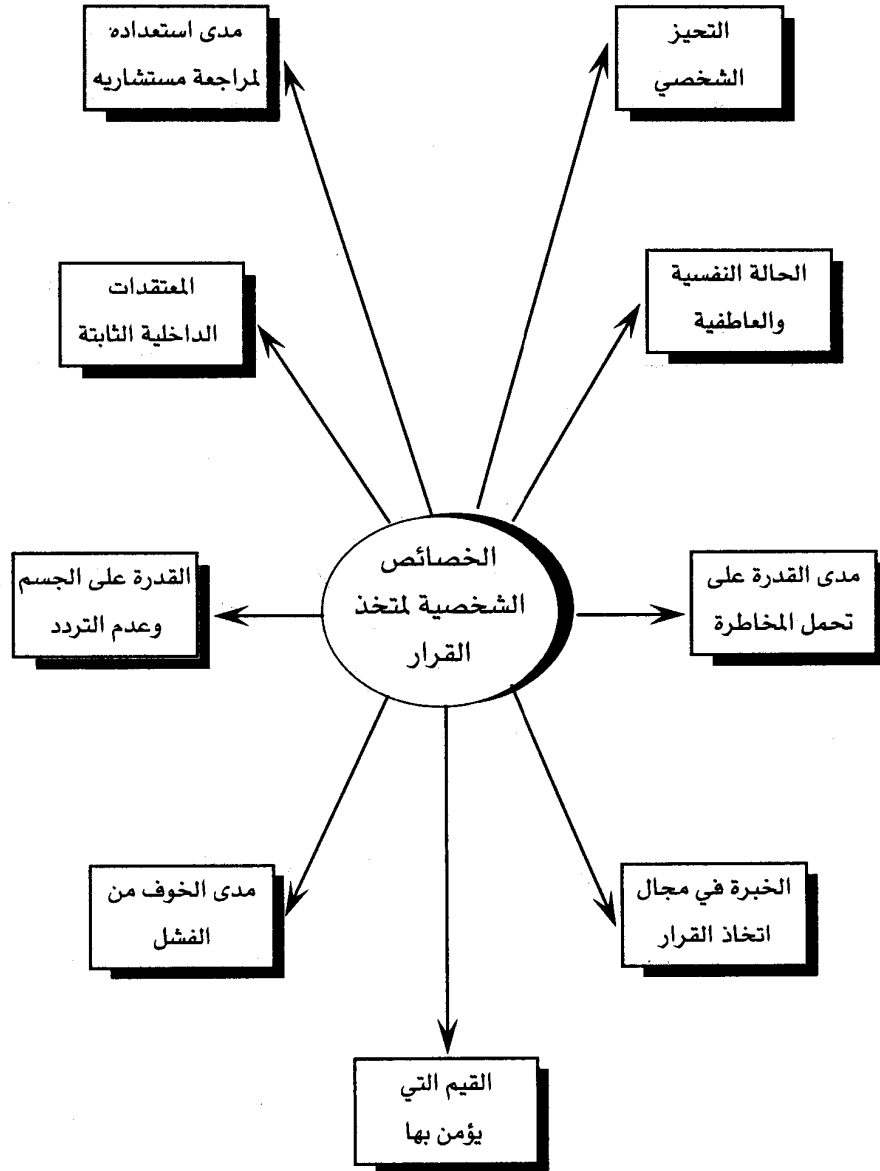 التحيز
الشخصي
مدى استعداده
لمراجعة مستشاريه
الحالة النفسية
والعاطفية
المعتقدات
الداخلية الثابتة
الخصائص
الشخصية لمتخذ
القرار
مدى القدرة على
تحمل المخاطرة
القدرة على الجسم
وعدم التردد
الخبرة في مجال
اتخاذ القرار
مدى الخوف من
الفشل
القيم التي
يؤمن بها